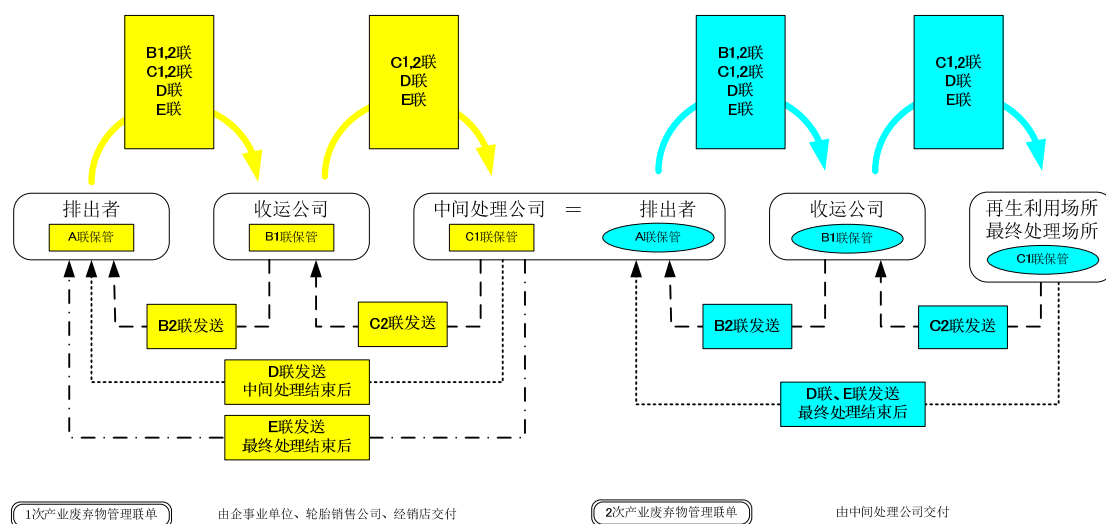 B1,2联
C1,2联
D联
E联
C1,2联
D联
E联
B1,2联
C1,2联
D联
E联
C1,2联
D联
E联
排出者
A联保管
收运公司
B1联保管
中间处理公司 = 排出者
C1联保管
A联保管
收运公司
B1联保管
再生利用场所
最终处理场所
C1联保管
B2联发送
C2联发送
B2联发送
C2联发送
D联发送
中间处理结束后
E联发送
最终处理结束后
D联、E联发送
最终处理结束后
1次产业废弃物管理联单
由企事业单位、轮胎销售公司、经销店交付
2次产业废弃物管理联单
由中间处理公司交付